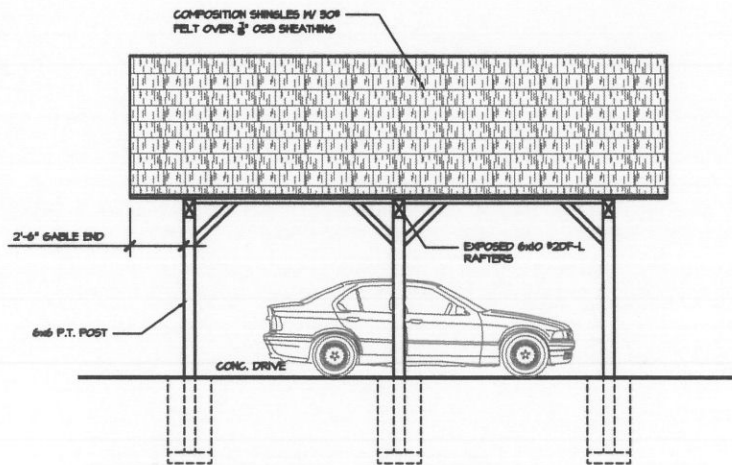 COMPOSITION SHINGLES W/ 30#
FELT OVER ⅞" OSB SHEATHING
2'-6" GABLE END
EXPOSED 6x10 #2DF-L
RAFTERS
6x6 P.T. POST
CONC. DRIVE